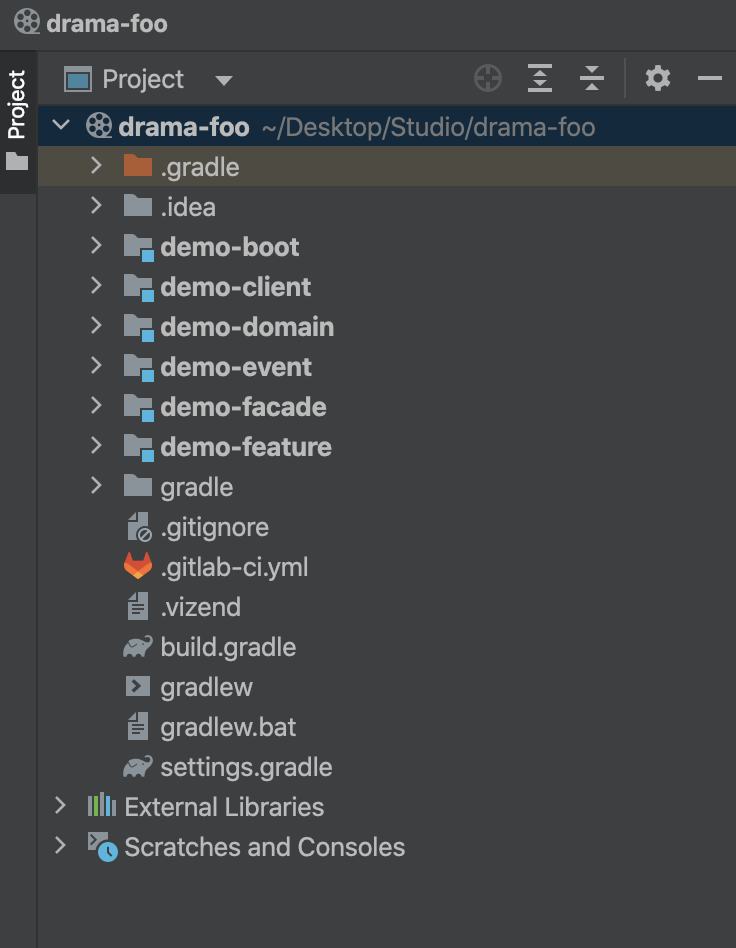 drama-foo
Project
Project
drama-foo ~/Desktop/Studio/drama-foo
.gradle
.idea
demo-boot
demo-client
demo-domain
demo-event
demo-facade
demo-feature
gradle
.gitignore
.gitlab-ci.yml
.vizend
build.gradle
gradlew
gradlew.bat
settings.gradle
External Libraries
Scratches and Consoles